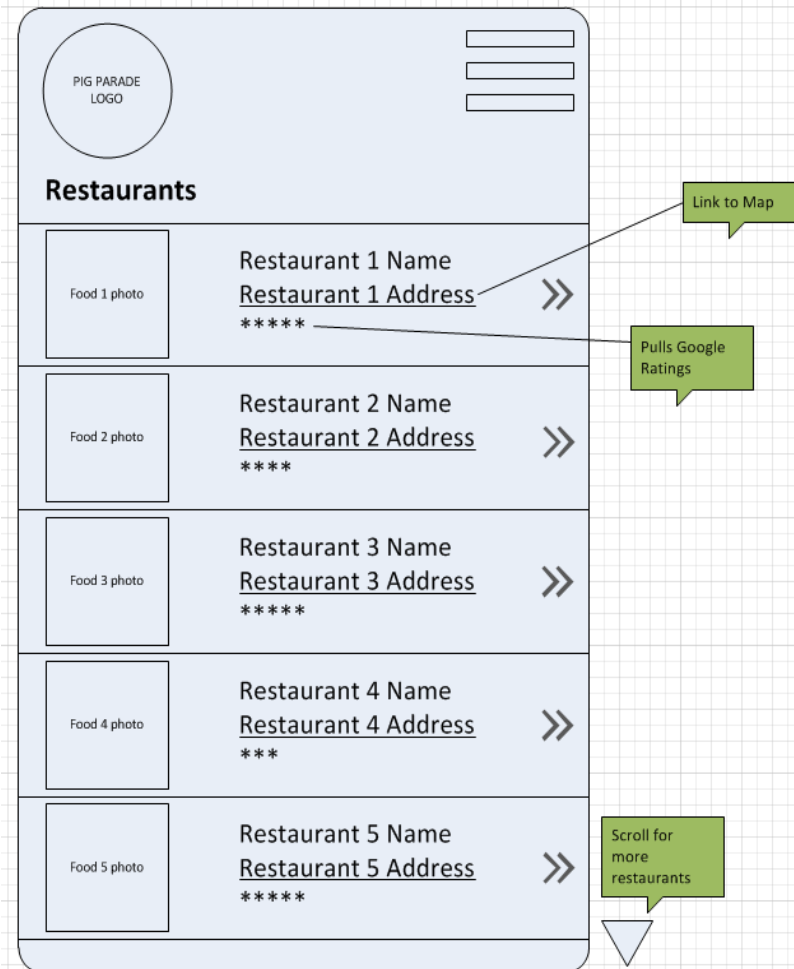 PIG PARADE
LOGO
Restaurants
Link to Map
Food 1 photo
Restaurant 1 Name
Restaurant 1 Address
*****
Pulls Google
Ratings
Food 2 photo
Restaurant 2 Name
Restaurant 2 Address
****
Food 3 photo
Restaurant 3 Name
Restaurant 3 Address
*****
Food 4 photo
Restaurant 4 Name
Restaurant 4 Address
***
Food 5 photo
Restaurant 5 Name
Restaurant 5 Address
*****
Scroll for
more
restaurants